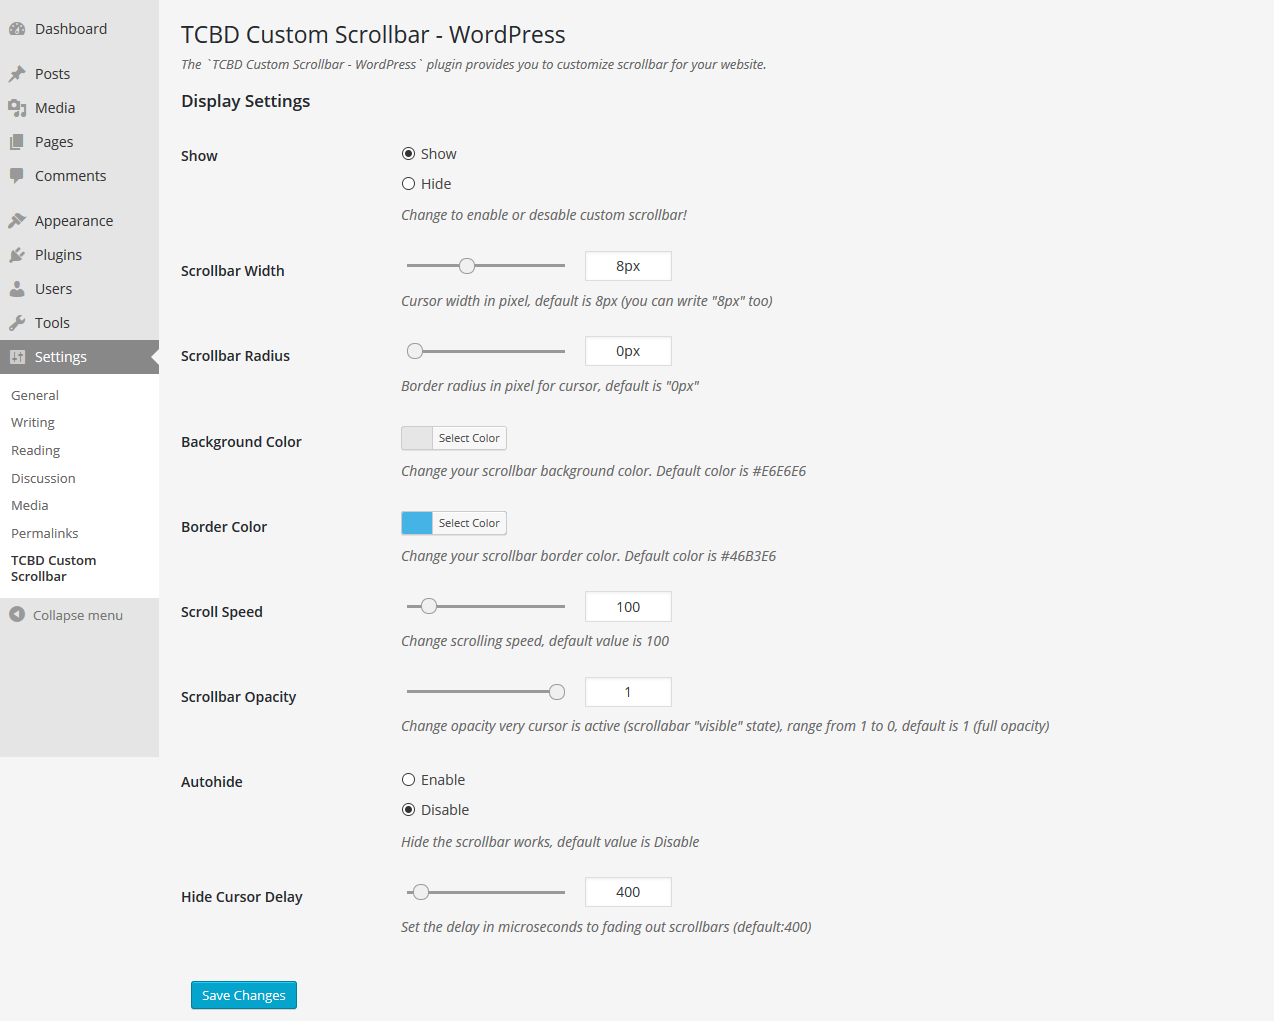 Dashboard
Posts
Media
Pages
Comments
Appearance
Plugins
Users
Tools
Settings
General
Writing
Reading
Discussion
Media
Permalinks
TCBD Custom
Scrollbar
Collapse menu
TCBD Custom Scrollbar - WordPress
The `TCBD Custom Scrollbar - WordPress` plugin provides you to customize scrollbar for your website.
Display Settings
Show
Show
Hide
Change to enable or desable custom scrollbar!
Scrollbar Width
8px
Cursor width in pixel, default is 8px (you can write "8px" too)
Scrollbar Radius
0px
Border radius in pixel for cursor, default is "0px"
Background Color
Select Color
Change your scrollbar background color. Default color is #E6E6E6
Border Color
Select Color
Change your scrollbar border color. Default color is #46B3E6
Scroll Speed
100
Change scrolling speed, default value is 100
Scrollbar Opacity
1
Change opacity very cursor is active (scrollabar "visible" state), range from 1 to 0, default is 1 (full opacity)
Autohide
Enable
Disable
Hide the scrollbar works, default value is Disable
Hide Cursor Delay
400
Set the delay in microseconds to fading out scrollbars (default:400)
Save Changes